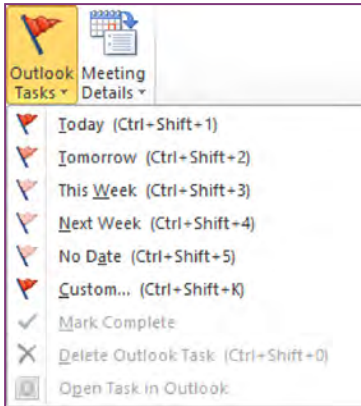 Outlook Meeting
Tasks Details
Today (Ctrl+Shift+1)
Tomorrow (Ctrl+Shift+2)
This Week (Ctrl+Shift+3)
Next Week (Ctrl+Shift+4)
No Date (Ctrl+Shift+5)
Custom... (Ctrl+Shift+K)
Mark Complete
Delete Outlook Task (Ctrl+Shift+0)
Open Task in Outlook